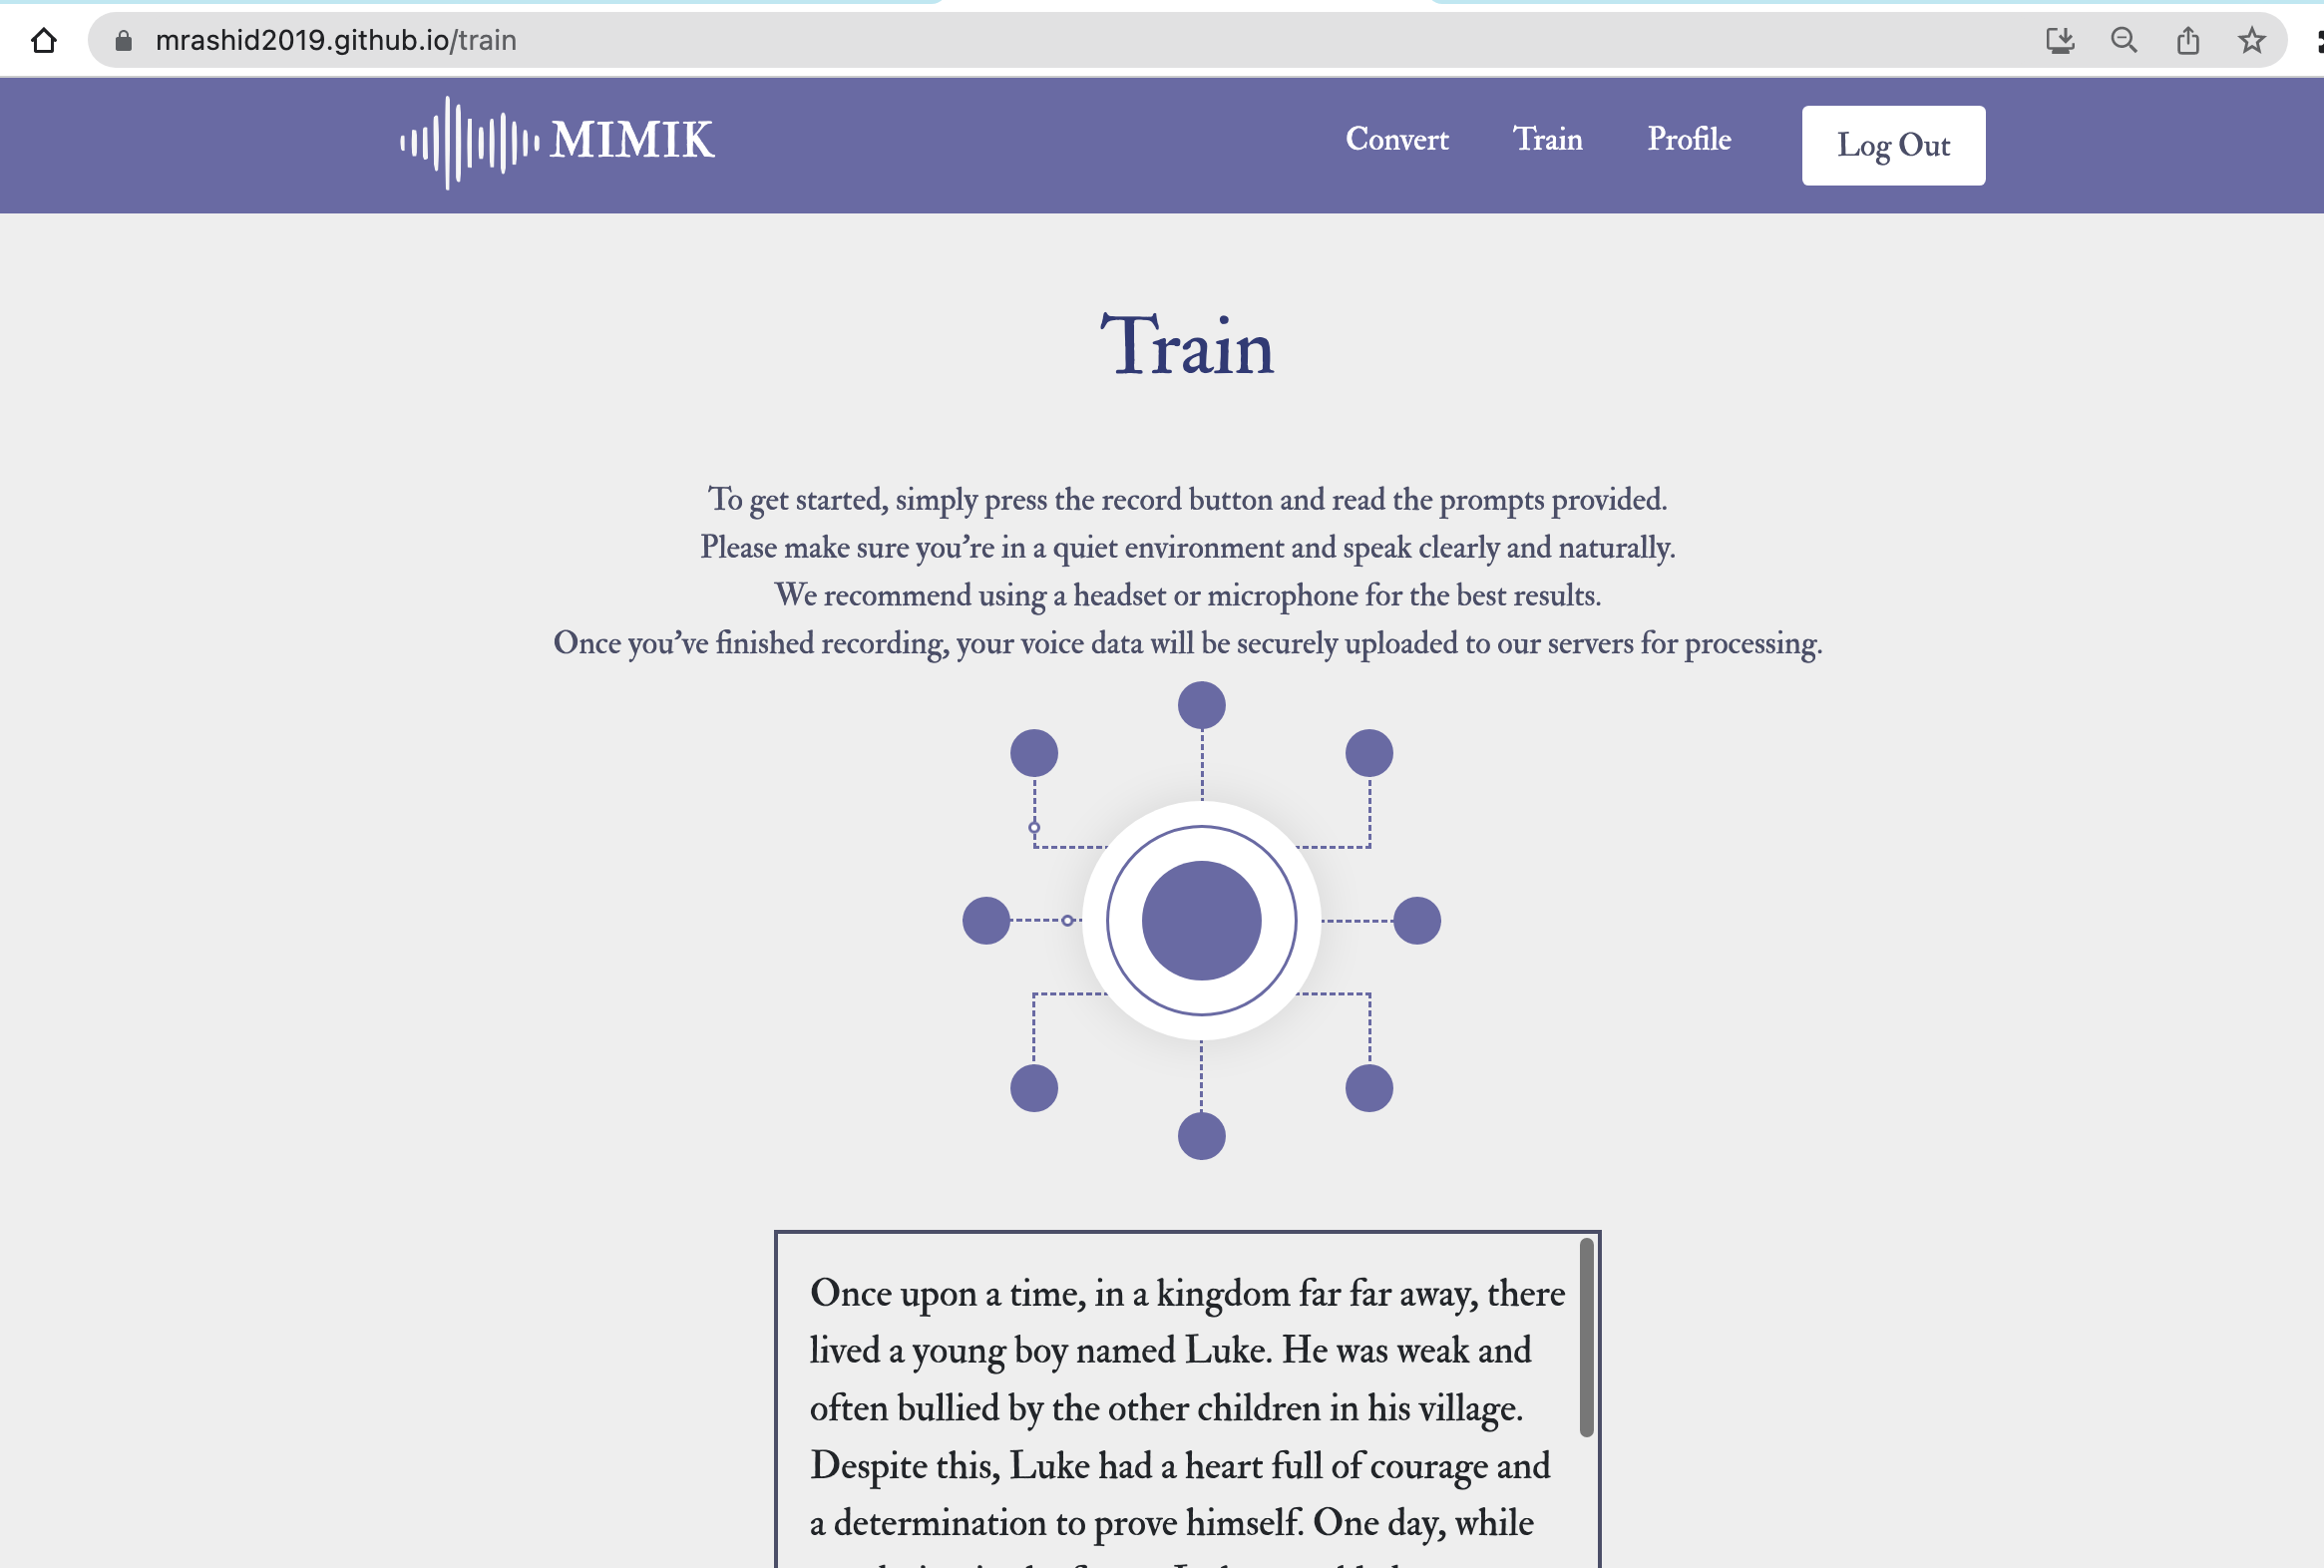 mrashid2019.github.io/train
MIMIK
Convert Train Profile Log Out
Train
To get started, simply press the record button and read the prompts provided.
Please make sure you’re in a quiet environment and speak clearly and naturally.
We recommend using a headset or microphone for the best results.
Once you’ve finished recording, your voice data will be securely uploaded to our servers for processing.
Once upon a time, in a kingdom far far away, there
lived a young boy named Luke. He was weak and
often bullied by the other children in his village.
Despite this, Luke had a heart full of courage and
a determination to prove himself. One day, while